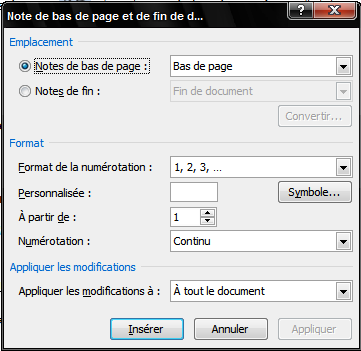 Note de bas de page et de fin de d...
Emplacement
Notes de bas de page : Bas de page
Notes de fin : Fin de document
Convertir...
Format
Format de la numérotation : 1, 2, 3, ...
Personnalisée : Symbole...
À partir de : 1
Numérotation : Continu
Appliquer les modifications
Appliquer les modifications à : À tout le document
Insérer Annuler Appliquer